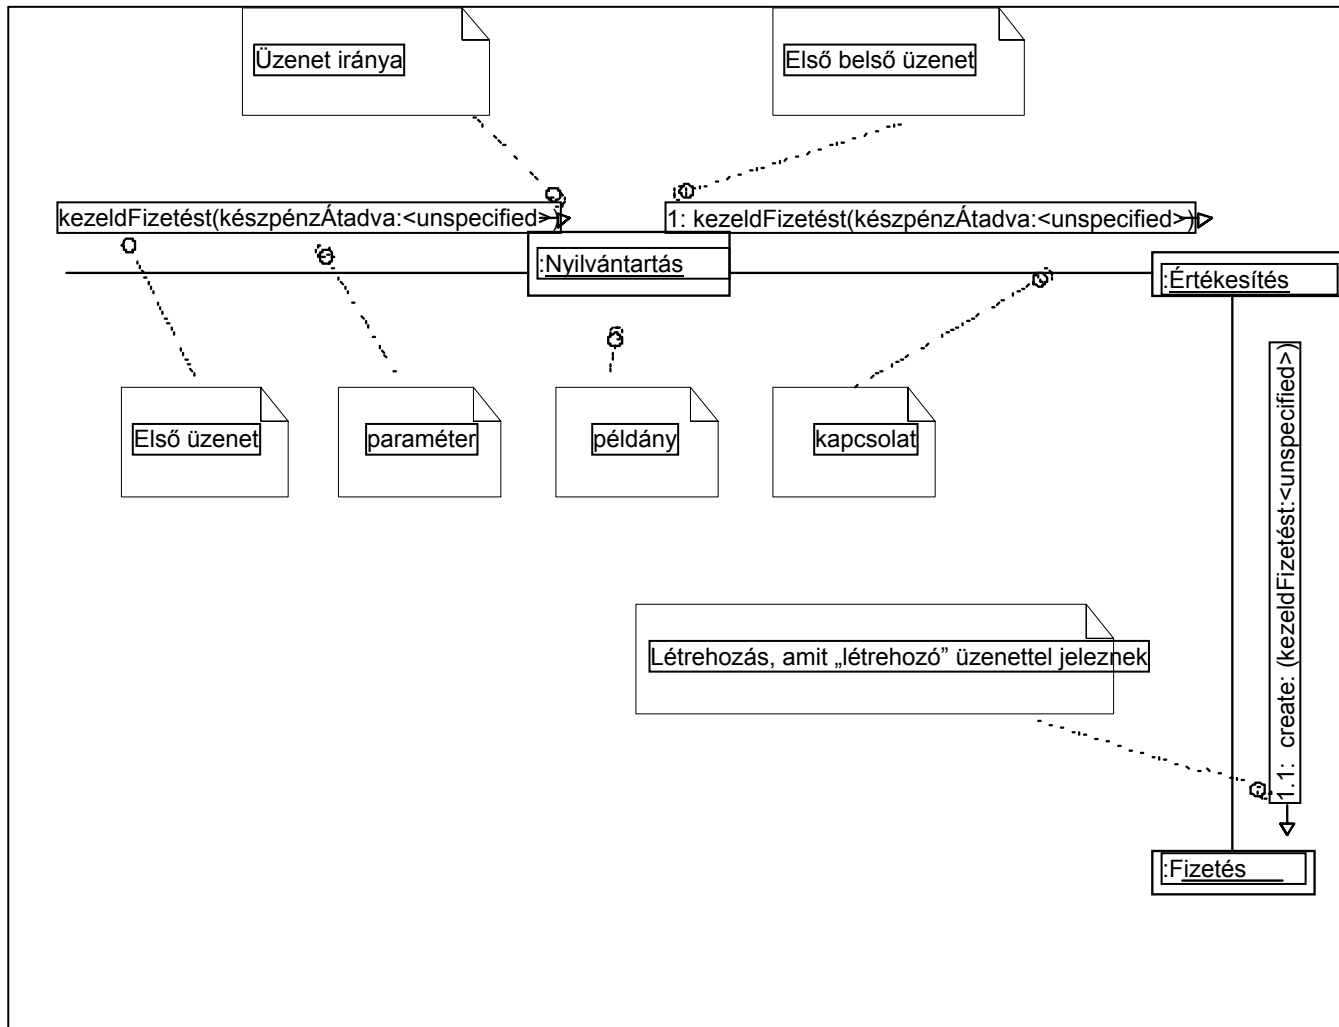 Üzenet iránya
Első belső üzenet
kezeldFizetést(készpénzÁtadva:<unspecified>)
1: kezeldFizetést(készpénzÁtadva:<unspecified>)
:Nyilvántartás
:Értékesítés
Első üzenet
paraméter
példány
kapcsolat
1.1: create: (kezeldFizetést:<unspecified>)
Létrehozás, amit „létrehozó” üzenettel jeleznek
:Fizetés